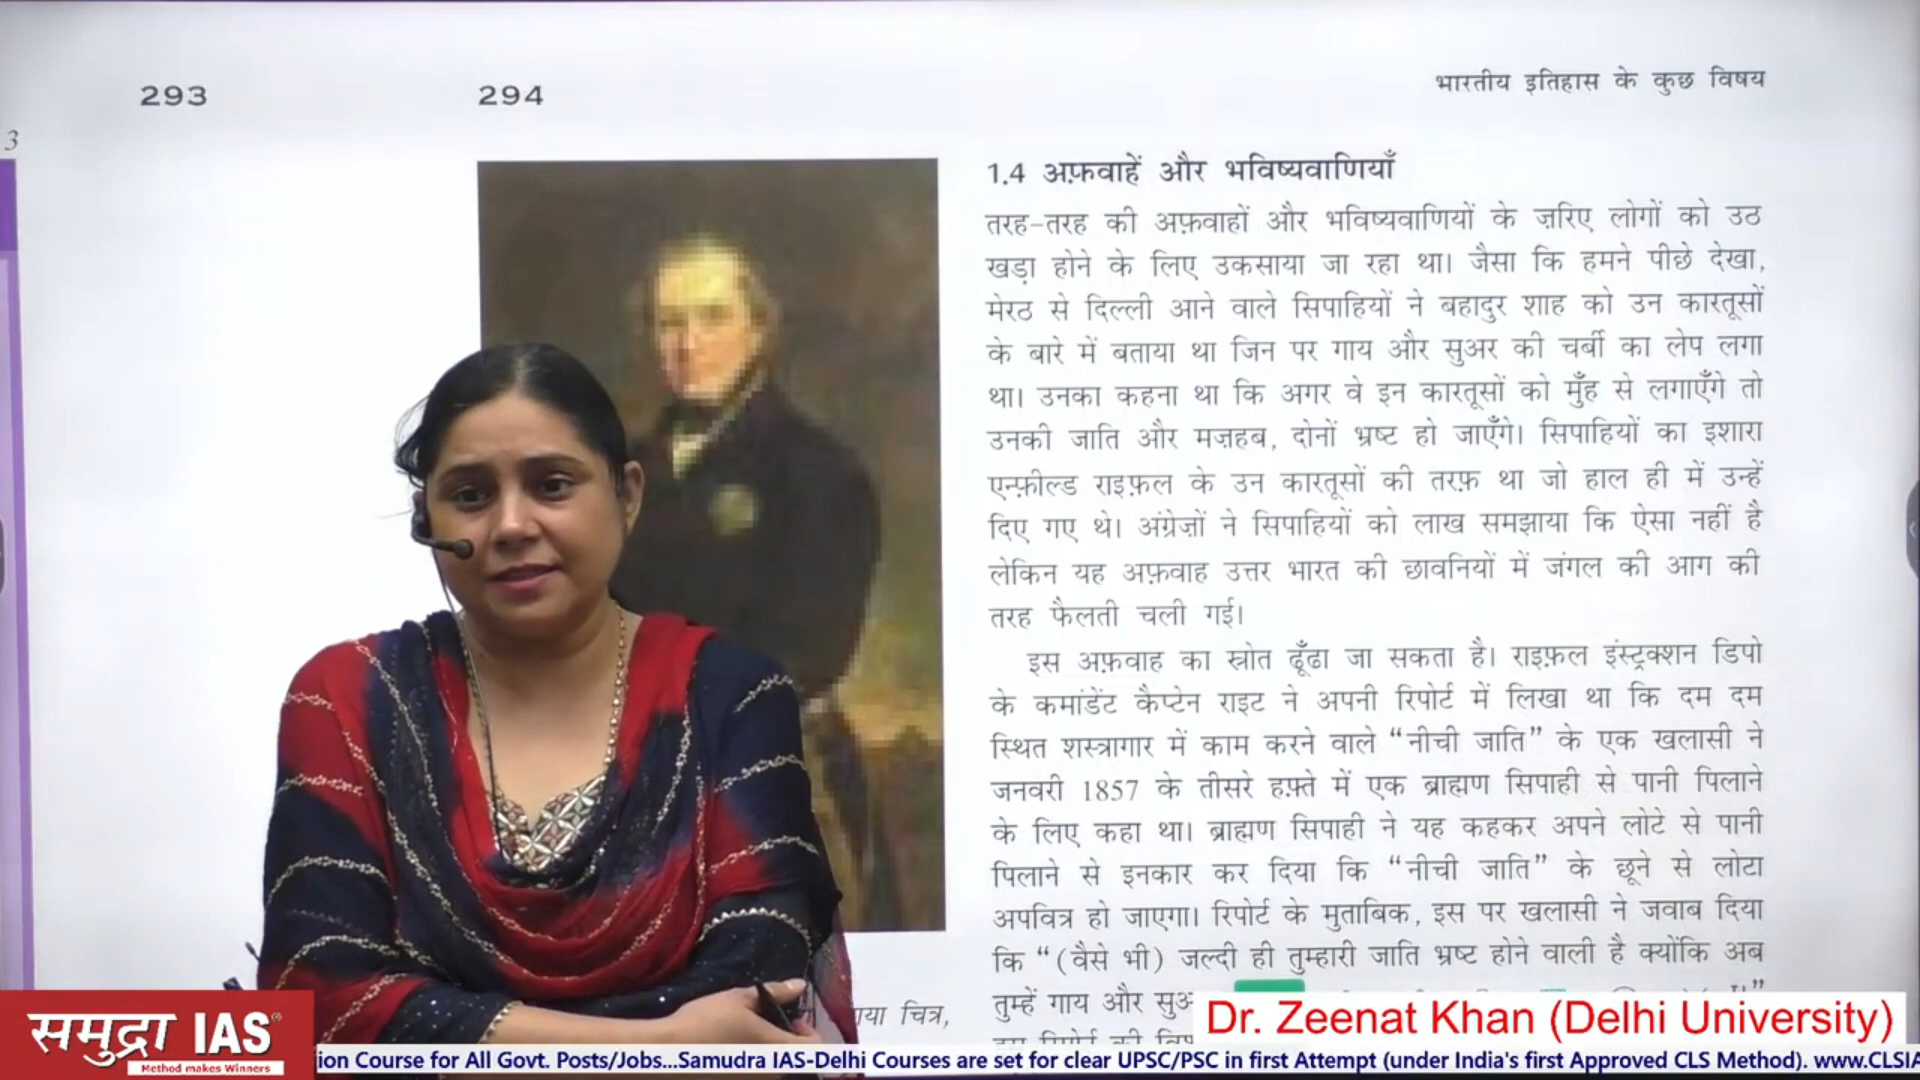 293
294
भारतीय इतिहास के कुछ विषय
3
1.4 अफ़वाहें और भविष्यवाणियाँ
तरह-तरह की अफ़वाहों और भविष्यवाणियों के ज़रिए लोगों को उठ
खड़ा होने के लिए उकसाया जा रहा था। जैसा कि हमने पीछे देखा,
मेरठ से दिल्ली आने वाले सिपाहियों ने बहादुर शाह को उन कारतूसों
के बारे में बताया था जिन पर गाय और सुअर की चर्बी का लेप लगा
था। उनका कहना था कि अगर वे इन कारतूसों को मुँह से लगाएँगे तो
उनकी जाति और मज़हब, दोनों भ्रष्ट हो जाएँगे। सिपाहियों का इशारा
एन्फ़ील्ड राइफ़ल के उन कारतूसों की तरफ़ था जो हाल ही में उन्हें
दिए गए थे। अंग्रेज़ों ने सिपाहियों को लाख समझाया कि ऐसा नहीं है
लेकिन यह अफ़वाह उत्तर भारत की छावनियों में जंगल की आग की
तरह फैलती चली गई।
इस अफ़वाह का स्रोत ढूँढा जा सकता है। राइफ़ल इंस्ट्रक्शन डिपो
के कमांडेंट कैप्टेन राइट ने अपनी रिपोर्ट में लिखा था कि दम दम
स्थित शस्त्रागार में काम करने वाले “नीची जाति” के एक खलासी ने
जनवरी 1857 के तीसरे हफ़्ते में एक ब्राह्मण सिपाही से पानी पिलाने
के लिए कहा था। ब्राह्मण सिपाही ने यह कहकर अपने लोटे से पानी
पिलाने से इनकार कर दिया कि “नीची जाति” के छूने से लोटा
अपवित्र हो जाएगा। रिपोर्ट के मुताबिक, इस पर खलासी ने जवाब दिया
कि “(वैसे भी) जल्दी ही तुम्हारी जाति भ्रष्ट होने वाली है क्योंकि अब
तुम्हें गाय और
चित्र,
Dr. Zeenat Khan (Delhi University)
समुद्रा IAS
Method makes Winners
ion Course for All Govt. Posts/Jobs...Samudra IAS-Delhi Courses are set for clear UPSC/PSC in first Attempt (under India's first Approved CLS Method). www.CLSIA